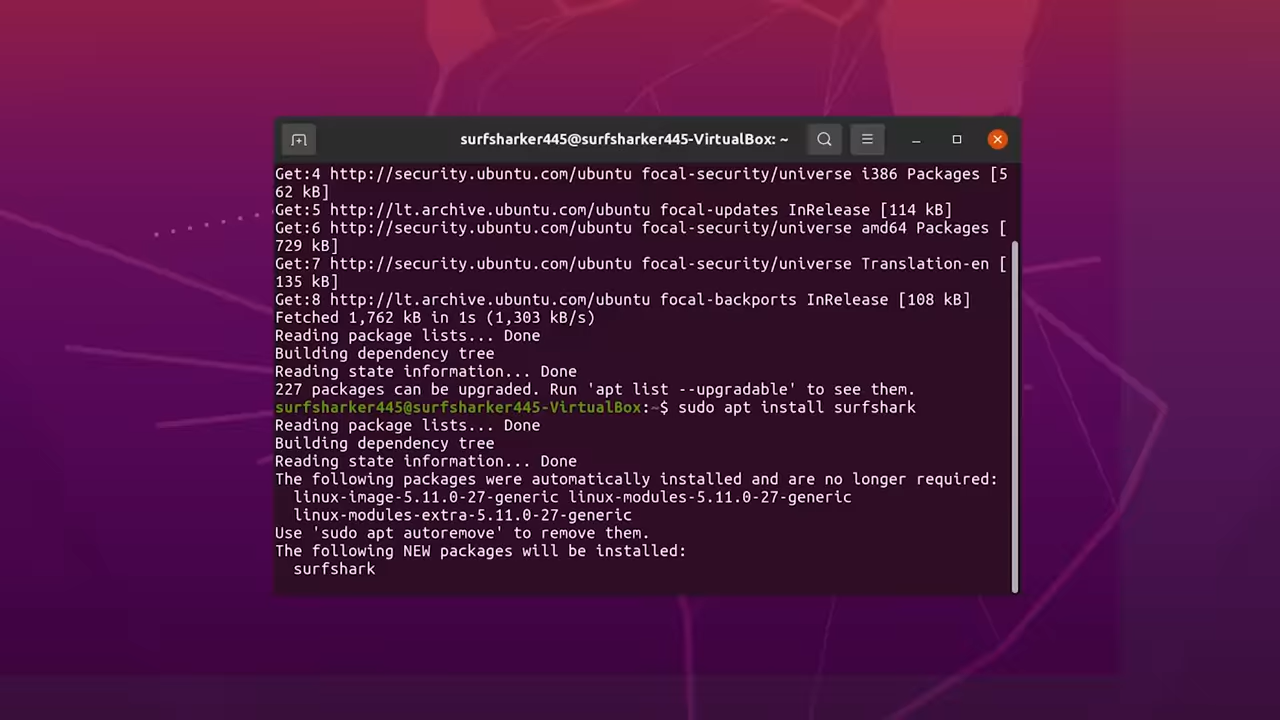 surfsharker445@surfsharker445-VirtualBox: ~
Get:4 http://security.ubuntu.com/ubuntu focal-security/universe i386 Packages [5
62 kB]
Get:5 http://lt.archive.ubuntu.com/ubuntu focal-updates InRelease [114 kB]
Get:6 http://security.ubuntu.com/ubuntu focal-security/universe amd64 Packages [
729 kB]
Get:7 http://security.ubuntu.com/ubuntu focal-security/universe Translation-en [
135 kB]
Get:8 http://lt.archive.ubuntu.com/ubuntu focal-backports InRelease [108 kB]
Fetched 1,762 kB in 1s (1,303 kB/s)
Reading package lists... Done
Building dependency tree
Reading state information... Done
227 packages can be upgraded. Run 'apt list --upgradable' to see them.
surfsharker445@surfsharker445-VirtualBox:~$ sudo apt install surfshark
Reading package lists... Done
Building dependency tree
Reading state information... Done
The following packages were automatically installed and are no longer required:
  linux-image-5.11.0-27-generic linux-modules-5.11.0-27-generic
  linux-modules-extra-5.11.0-27-generic
Use 'sudo apt autoremove' to remove them.
The following NEW packages will be installed:
  surfshark